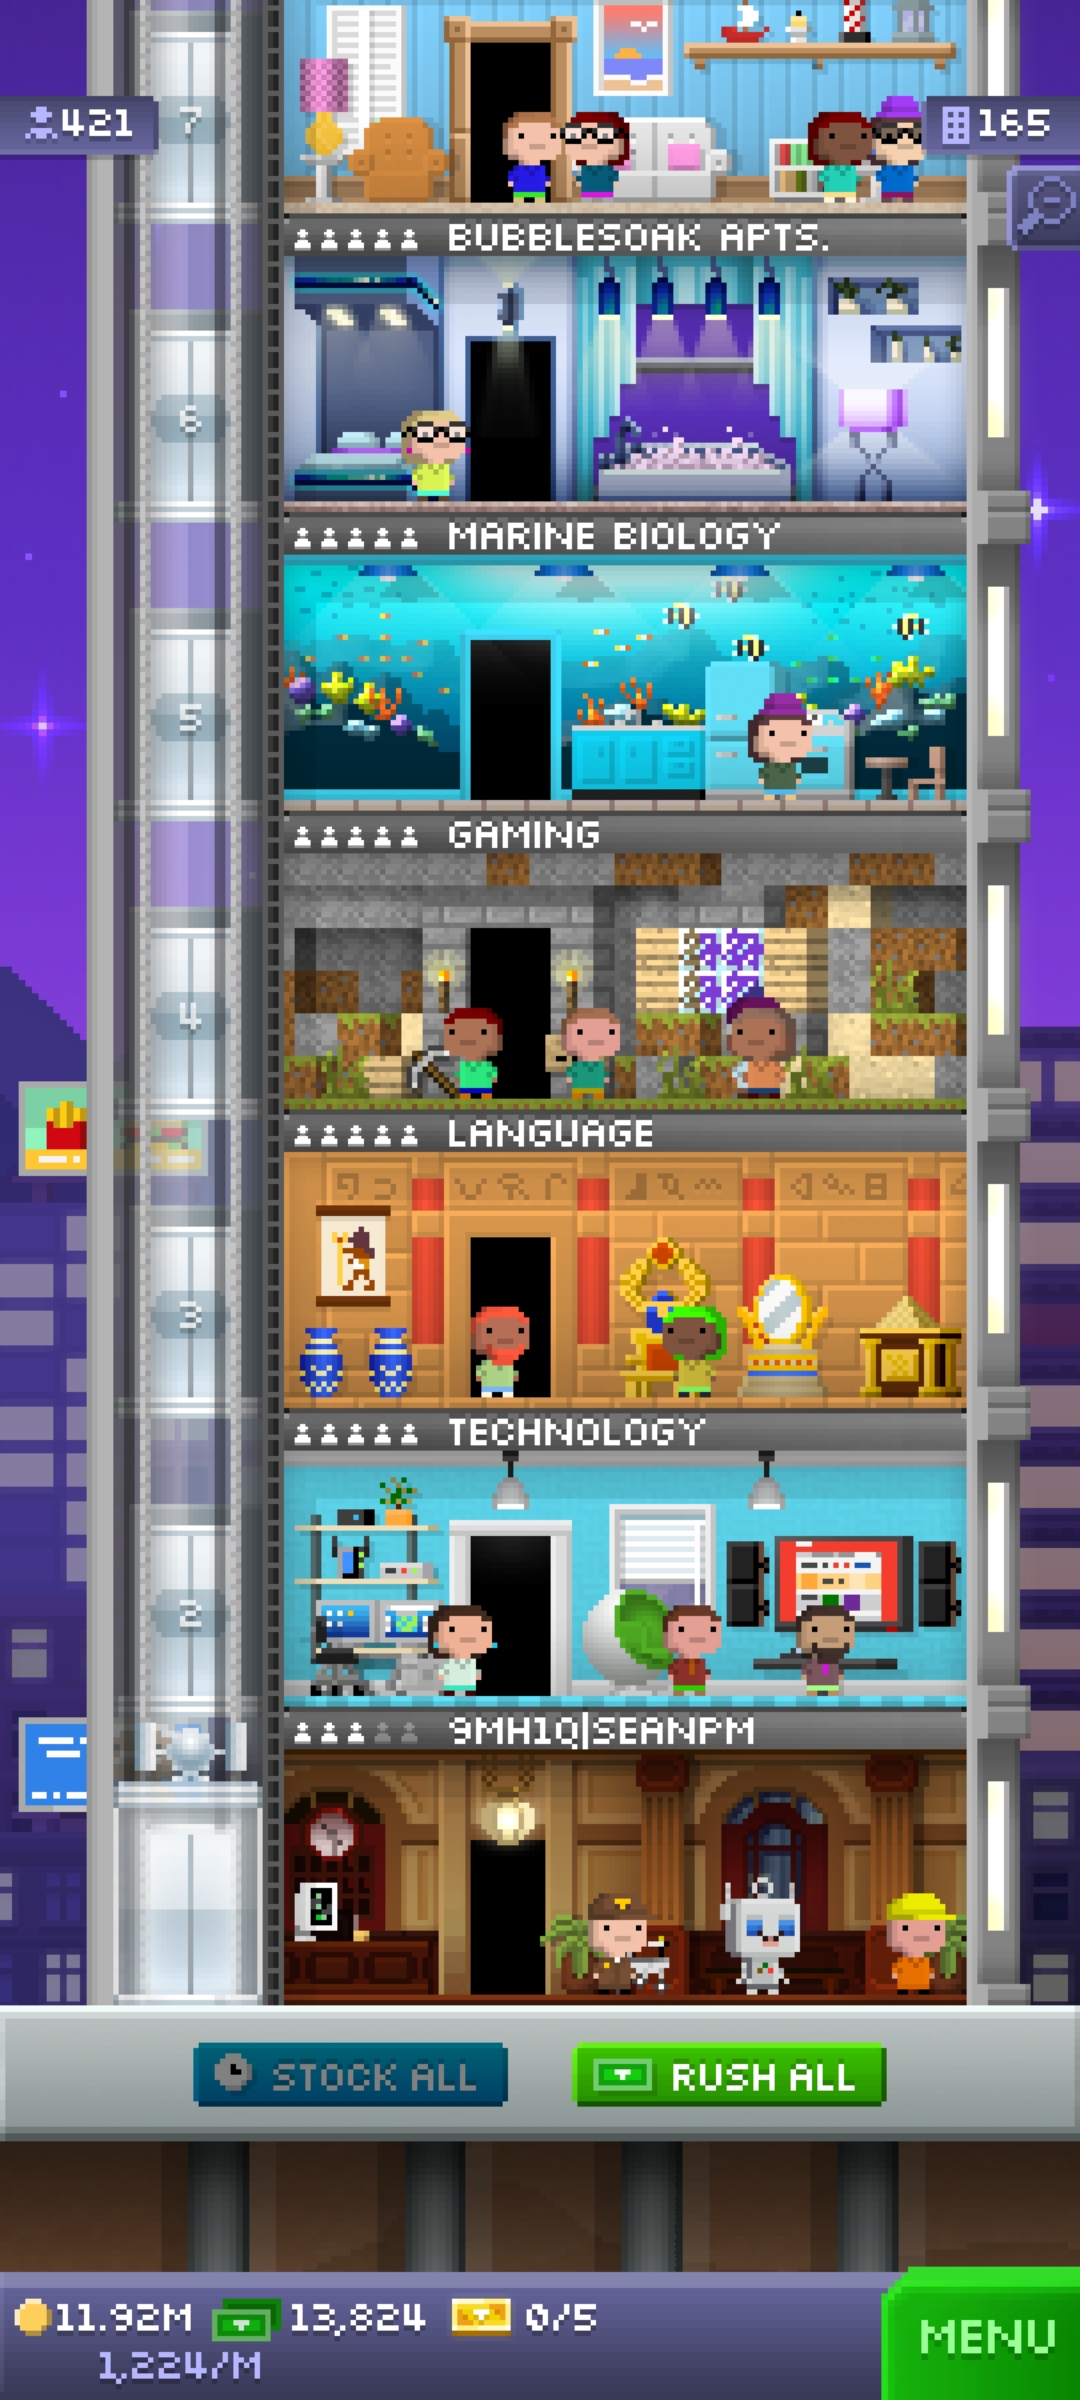 7
421
165
BUBBLESOAK APTS.
6
MARINE BIOLOGY
5
GAMING
4
LANGUAGE
3
TECHNOLOGY
2
9MH1Q|SEANPM
STOCK ALL
RUSH ALL
11.92M
13,824
0/5
MENU
1,224/M